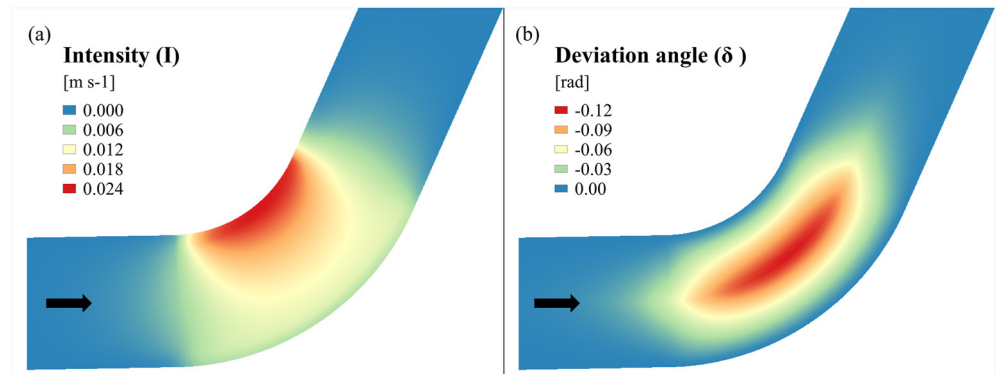 (a)
Intensity (I)
[m s-1]
0.000
0.006
0.012
0.018
0.024
(b)
Deviation angle (δ )
[rad]
-0.12
-0.09
-0.06
-0.03
0.00